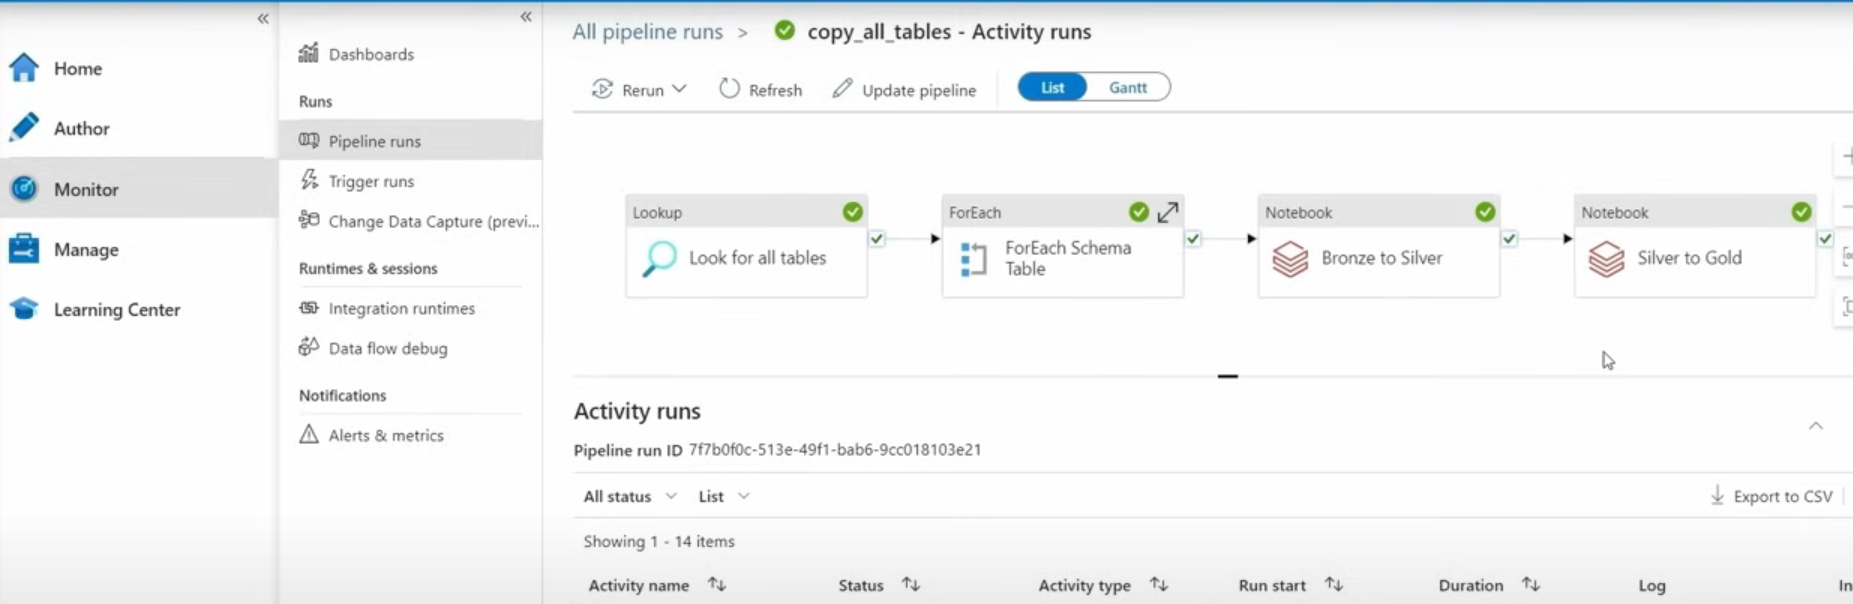 «
Home
Author
Monitor
Manage
Learning Center
«
Dashboards
Runs
Pipeline runs
Trigger runs
Change Data Capture (previ...
Runtimes & sessions
Integration runtimes
Data flow debug
Notifications
Alerts & metrics
All pipeline runs > copy_all_tables - Activity runs
Rerun Refresh Update pipeline List Gantt
Lookup
Look for all tables
ForEach
ForEach Schema
Table
Notebook
Bronze to Silver
Notebook
Silver to Gold
Activity runs
Pipeline run ID 7f7b0f0c-513e-49f1-bab6-9cc018103e21
All status List Export to CSV
Showing 1 - 14 items
Activity name Status Activity type Run start Duration Log In